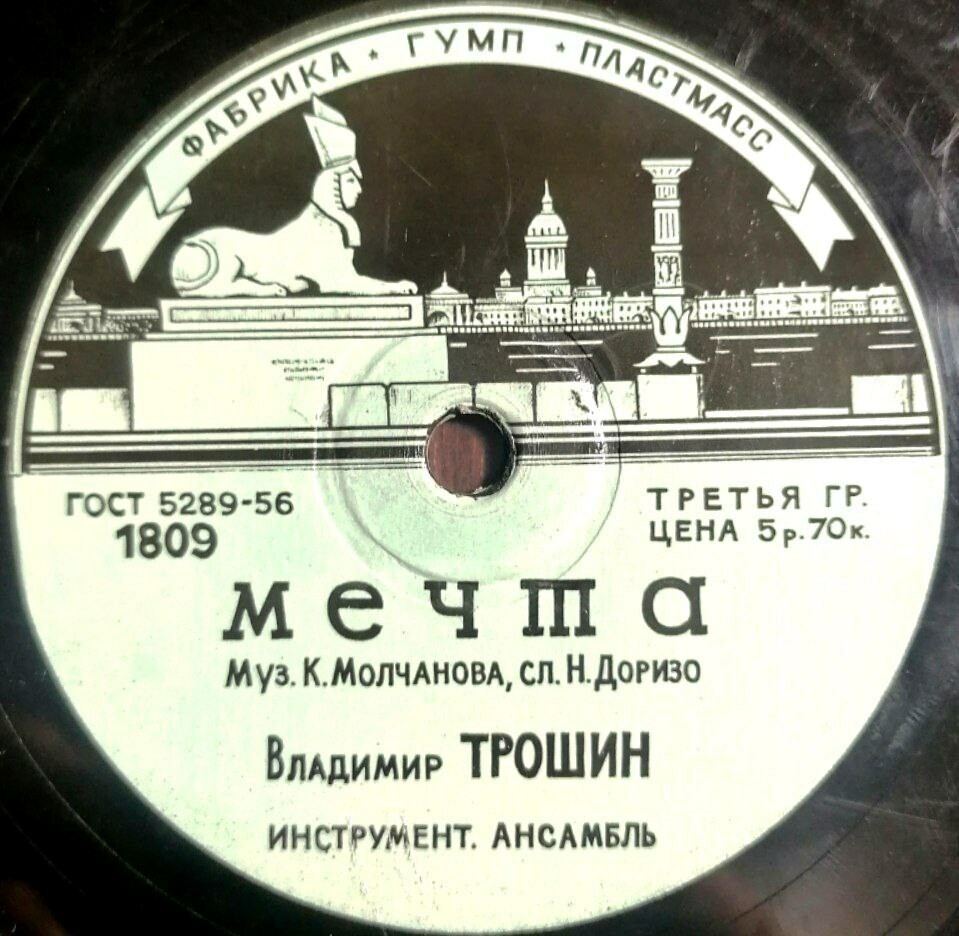 ФАБРИКА * ГУМП * ПЛАСТМАСС
ГОСТ 5289-56
1809
ТРЕТЬЯ ГР.
ЦЕНА 5р.70к.
мечта
Муз. К. Молчанова, сл. Н. Доризо
Владимир ТРОШИН
ИНСТРУМЕНТ. АНСАМБЛЬ